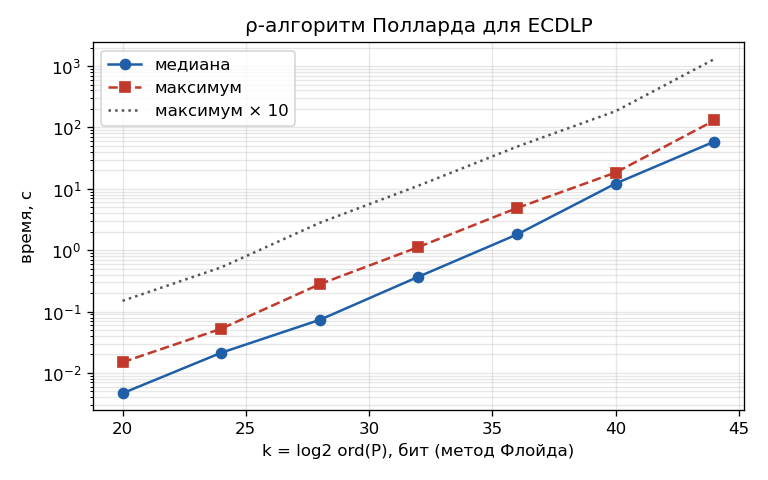 ρ-алгоритм Полларда для ECDLP
медиана
максимум
максимум × 10
время, с
10³
10²
10¹
10⁰
10⁻¹
10⁻²
20 25 30 35 40 45
k = log2 ord(P), бит (метод Флойда)